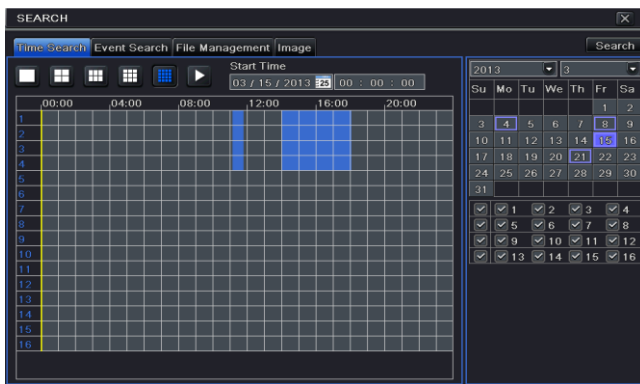 SEARCH
Time Search Event Search File Management Image Search
Start Time
03 / 15 / 2013 25 00 : 00 : 00
2013 3
Su Mo Tu We Th Fr Sa
1 2
3 4 5 6 7 8 9
10 11 12 13 14 15 16
17 18 19 20 21 22 23
24 25 26 27 28 29 30
31
00:00 04:00 08:00 12:00 16:00 20:00
1
2
3
4
5
6
7
8
9
10
11
12
13
14
15
16
1 2 3 4
5 6 7 8
9 10 11 12
13 14 15 16